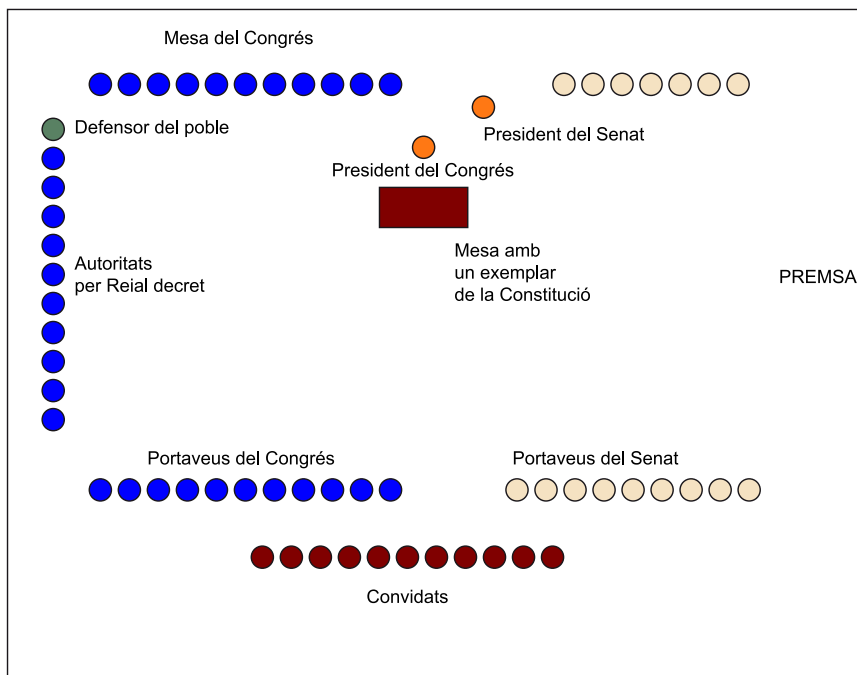 Mesa del Congrés
Defensor del poble
President del Senat
President del Congrés
Autoritats
per Reial decret
Mesa amb
un exemplar
de la Constitució
PREMSA
Portaveus del Congrés
Portaveus del Senat
Convidats